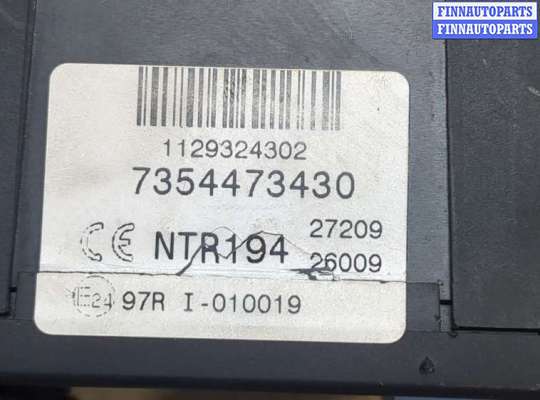 FINNAUTOPARTS
FINNAUTOPARTS
1129324302
7354473430
CE NTR194 27209
26009
E24 97R I-010019